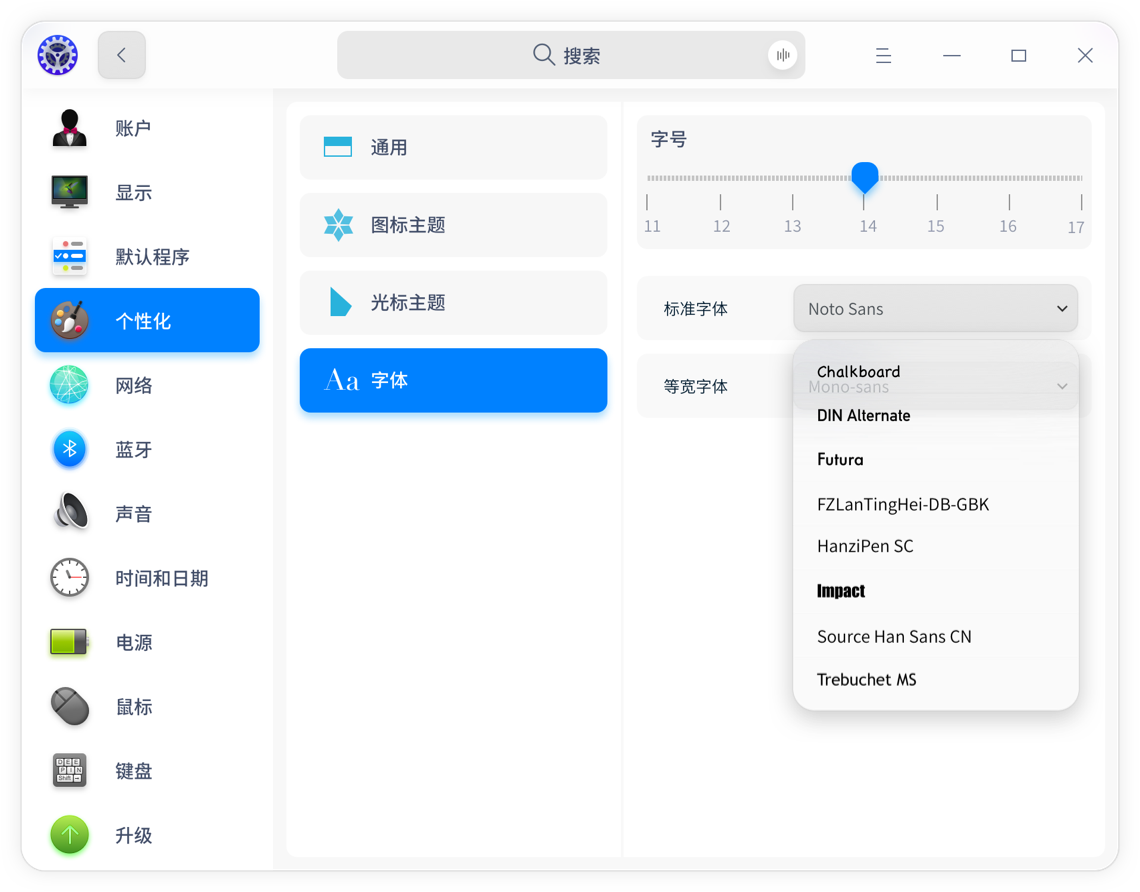 搜索
账户
显示
默认程序
个性化
网络
蓝牙
声音
时间和日期
电源
鼠标
键盘
升级
通用
图标主题
光标主题
Aa 字体
字号
11 12 13 14 15 16 17
标准字体 Noto Sans
等宽字体 Mono-sans
Chalkboard
DIN Alternate
Futura
FZLanTingHei-DB-GBK
HanziPen SC
Impact
Source Han Sans CN
Trebuchet MS